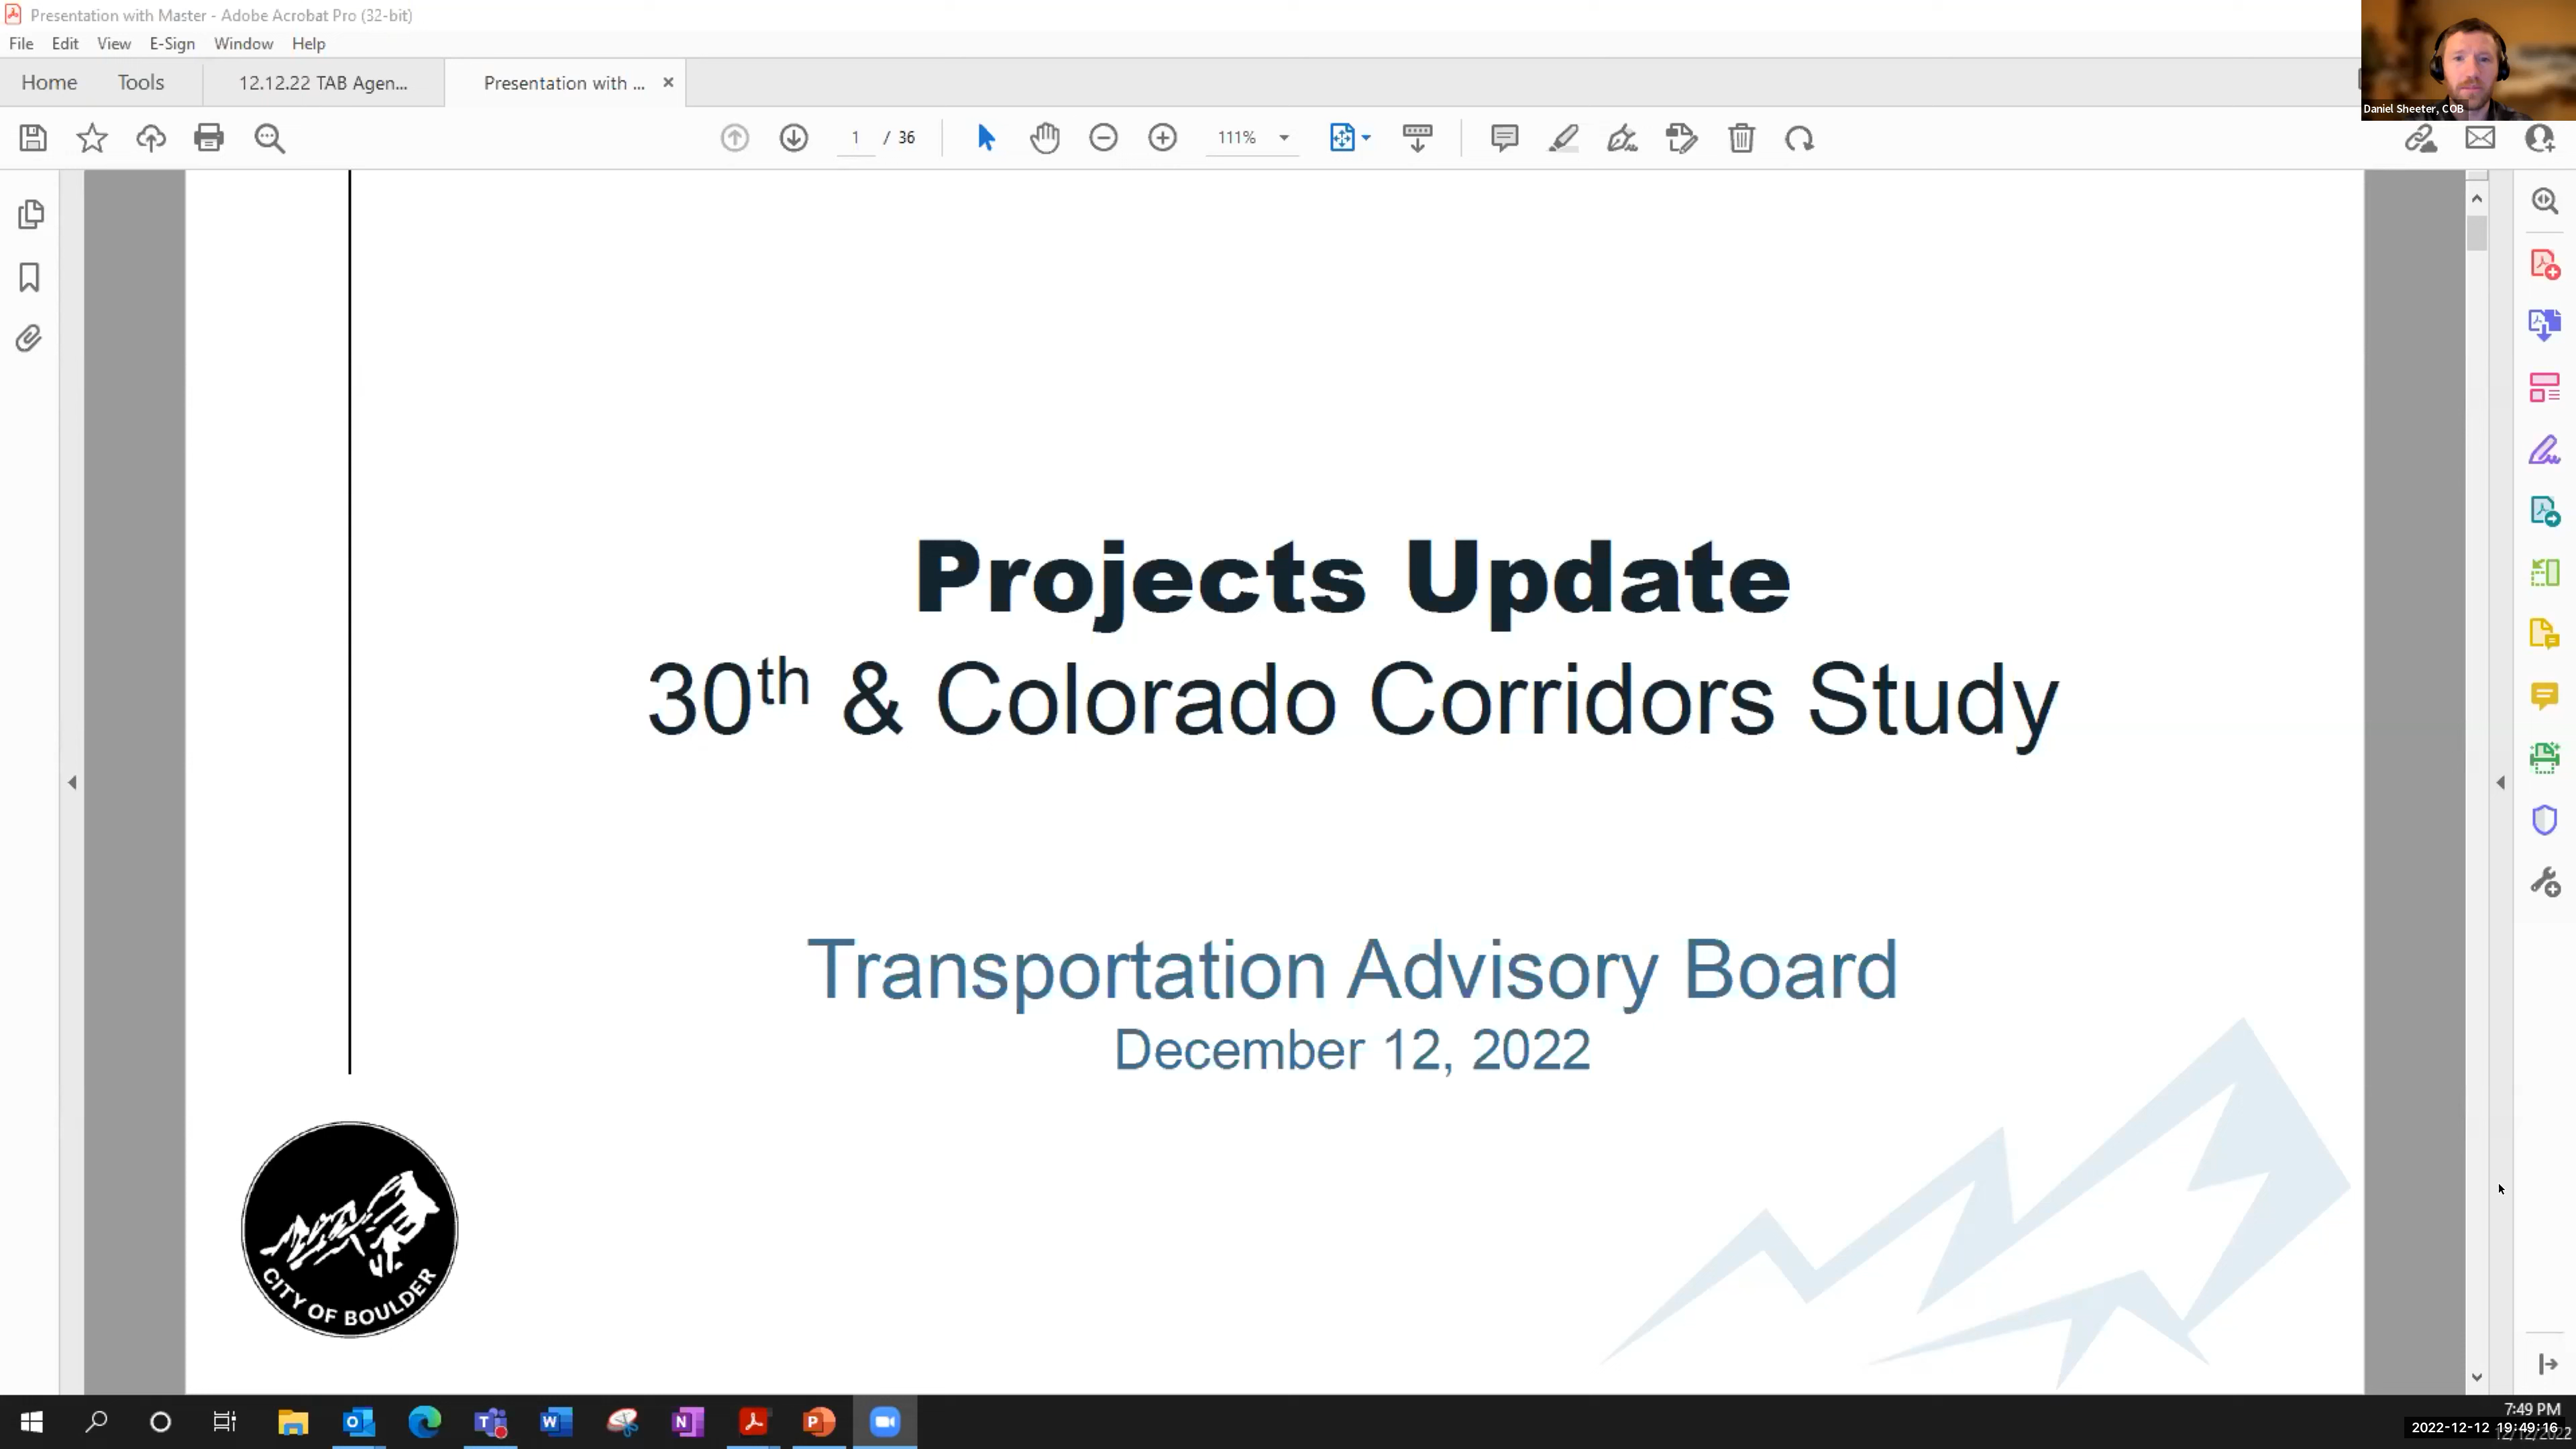 Presentation with Master - Adobe Acrobat Pro (32-bit)
File Edit View E-Sign Window Help
Home Tools 12.12.22 TAB Agen... Presentation with ...
Daniel Sheeter, COB
1 / 36 111%
Projects Update
30th & Colorado Corridors Study
Transportation Advisory Board
December 12, 2022
CITY OF BOULDER
7:49 PM
2022-12-12 19:49:16